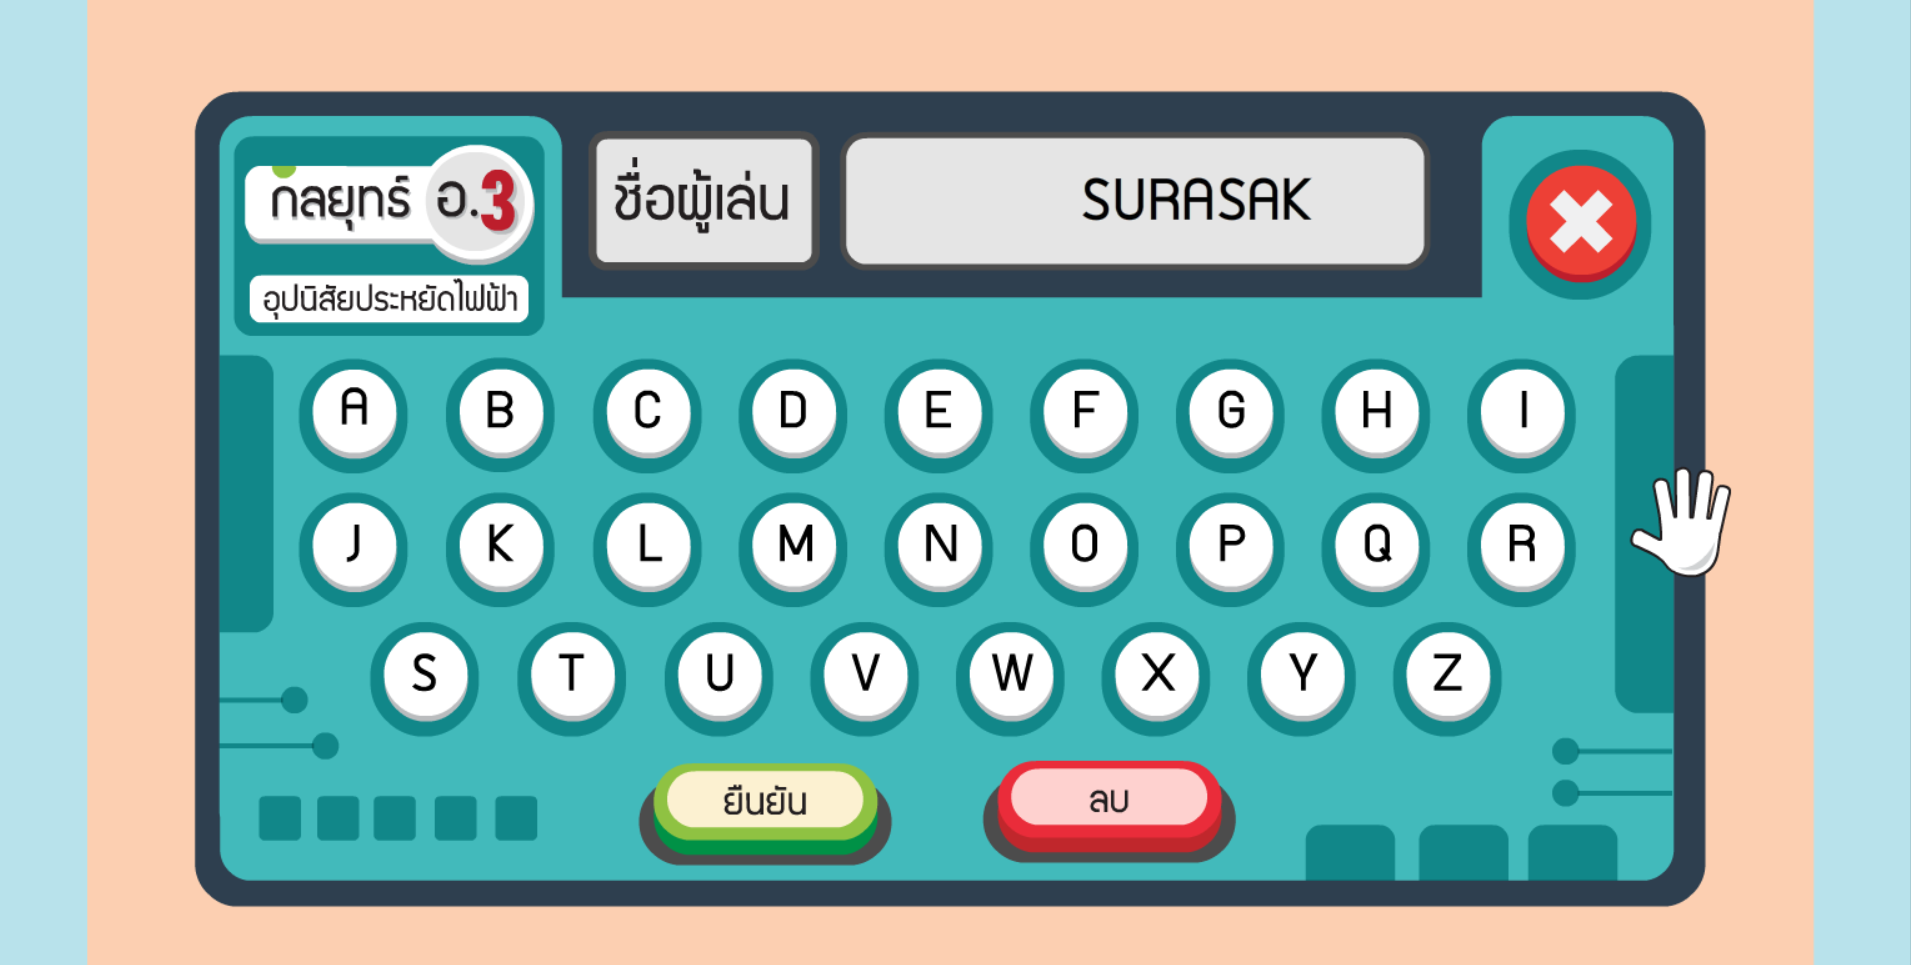 กลยุทธ์ อ.3
อุปนิสัยประหยัดไฟฟ้า
ชื่อผู้เล่น SURASAK
A B C D E F G H I
J K L M N O P Q R
S T U V W X Y Z
ยืนยัน ลบ